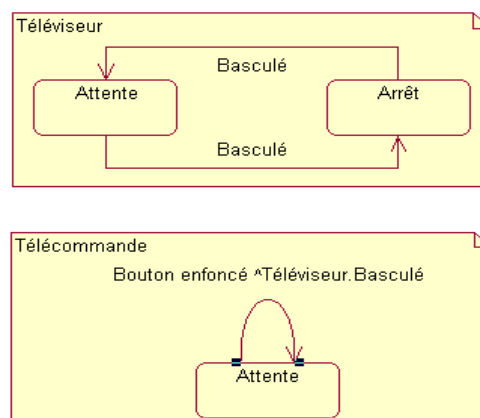 Téléviseur
Basculé
Attente
Arrêt
Basculé
Télécommande
Bouton enfoncé ^Téléviseur.Basculé
Attente